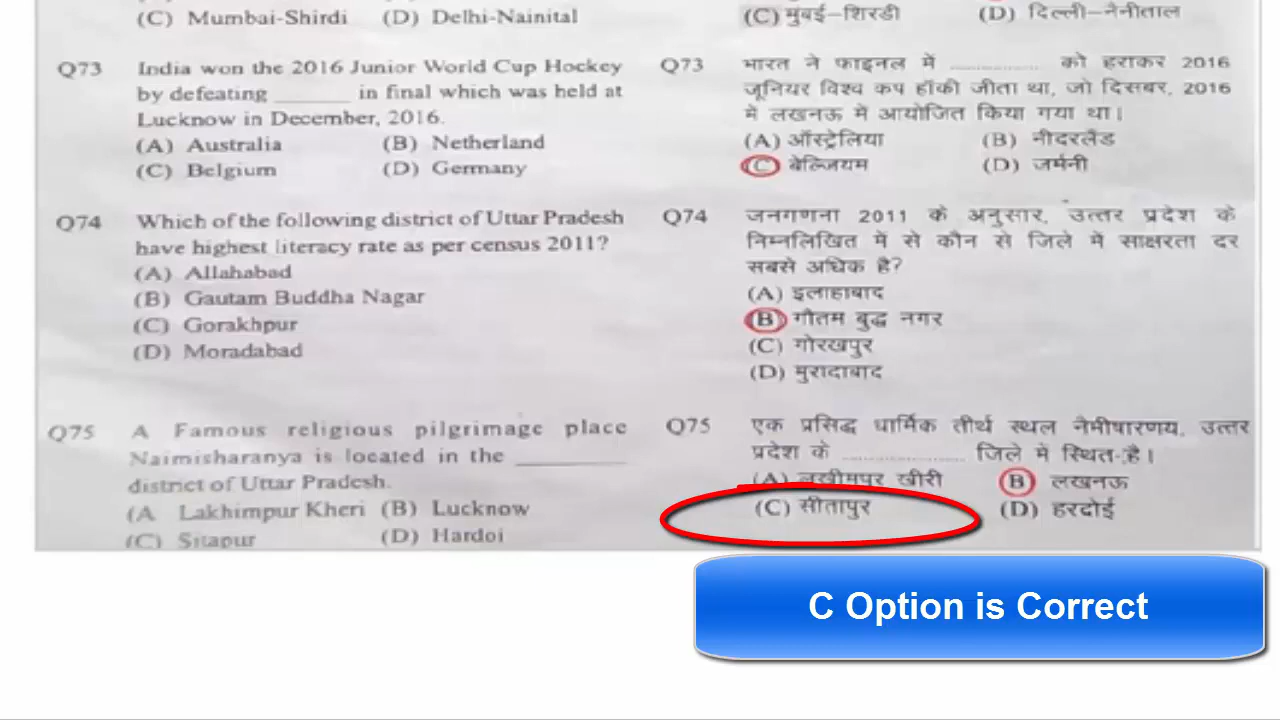 (C) Mumbai-Shirdi (D) Delhi-Nainital
Q73 India won the 2016 Junior World Cup Hockey
by defeating ______ in final which was held at
Lucknow in December, 2016.
(A) Australia (B) Netherland
(C) Belgium (D) Germany
Q74 Which of the following district of Uttar Pradesh
have highest literacy rate as per census 2011?
(A) Allahabad
(B) Gautam Buddha Nagar
(C) Gorakhpur
(D) Moradabad
Q75 A Famous religious pilgrimage place
Naimisharanya is located in the ________
district of Uttar Pradesh.
(A Lakhimpur Kheri (B) Lucknow
(C) Sitapur (D) Hardoi
(C) मुंबई–शिरडी (D) दिल्ली–नैनीताल
Q73 भारत ने फाइनल में ............... को हराकर 2016
जूनियर विश्व कप हॉकी जीता था, जो दिसंबर, 2016
में लखनऊ में आयोजित किया गया था।
(A) ऑस्ट्रेलिया (B) नीदरलैंड
(C) बेल्जियम (D) जर्मनी
Q74 जनगणना 2011 के अनुसार, उत्तर प्रदेश के
निम्नलिखित में से कौन से जिले में साक्षरता दर
सबसे अधिक है?
(A) इलाहाबाद
(B) गौतम बुद्ध नगर
(C) गोरखपुर
(D) मुरादाबाद
Q75 एक प्रसिद्ध धार्मिक तीर्थ स्थल नैमीषारणय, उत्तर
प्रदेश के .................... जिले में स्थित है।
(A) लखीमपुर खीरी (B) लखनऊ
(C) सीतापुर (D) हरदोई
C Option is Correct